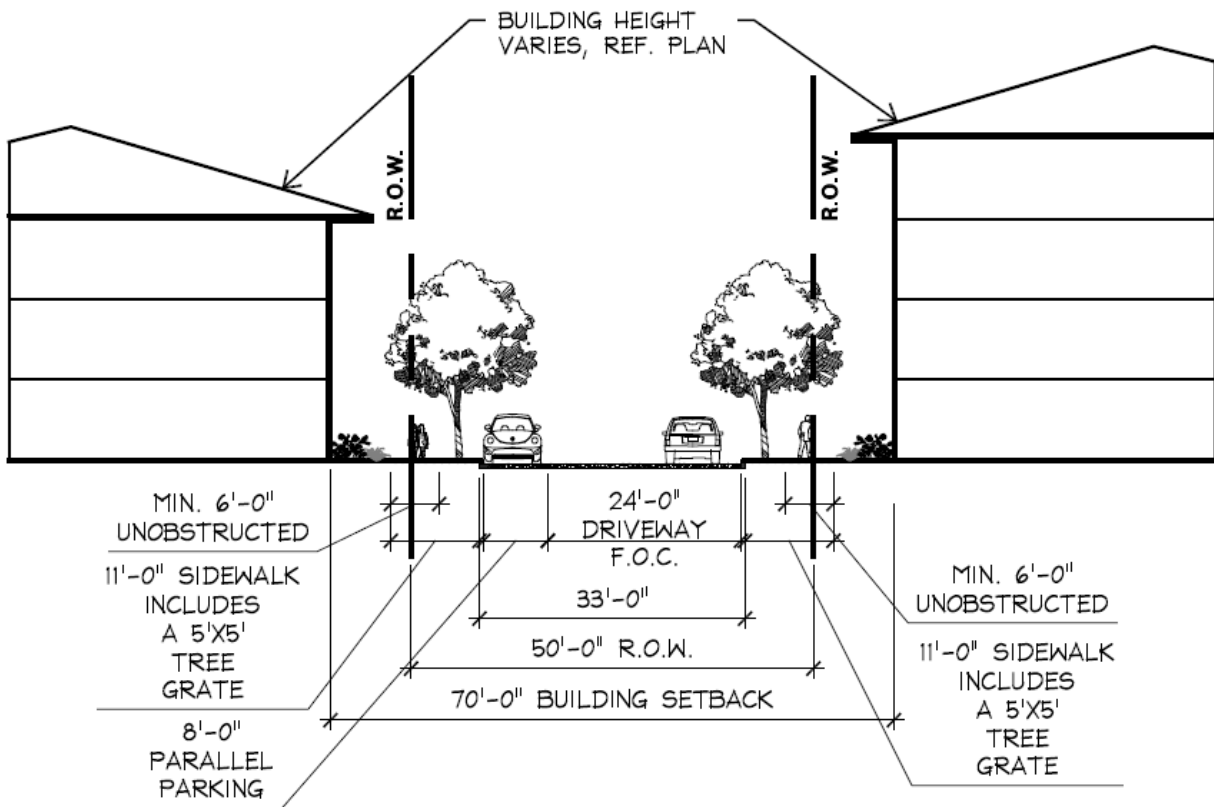 BUILDING HEIGHT
VARIES, REF. PLAN
R.O.W.
R.O.W.
MIN. 6'-0"
UNOBSTRUCTED
11'-0" SIDEWALK
INCLUDES
A 5'X5'
TREE
GRATE
8'-0"
PARALLEL
PARKING
24'-0"
DRIVEWAY
F.O.C.
33'-0"
50'-0" R.O.W.
70'-0" BUILDING SETBACK
MIN. 6'-0"
UNOBSTRUCTED
11'-0" SIDEWALK
INCLUDES
A 5'X5'
TREE
GRATE